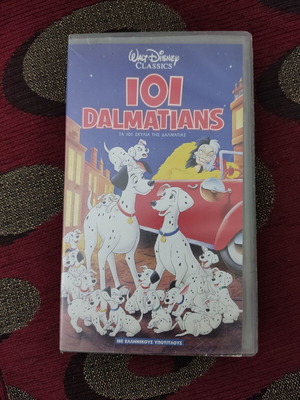 WALT DISNEY
CLASSICS
101
DALMATIANS
ΤΑ 101 ΣΚΥΛΙΑ ΤΗΣ ΔΑΛΜΑΤΙΑΣ
ΜΕ ΕΛΛΗΝΙΚΟΥΣ ΥΠΟΤΙΤΛΟΥΣ